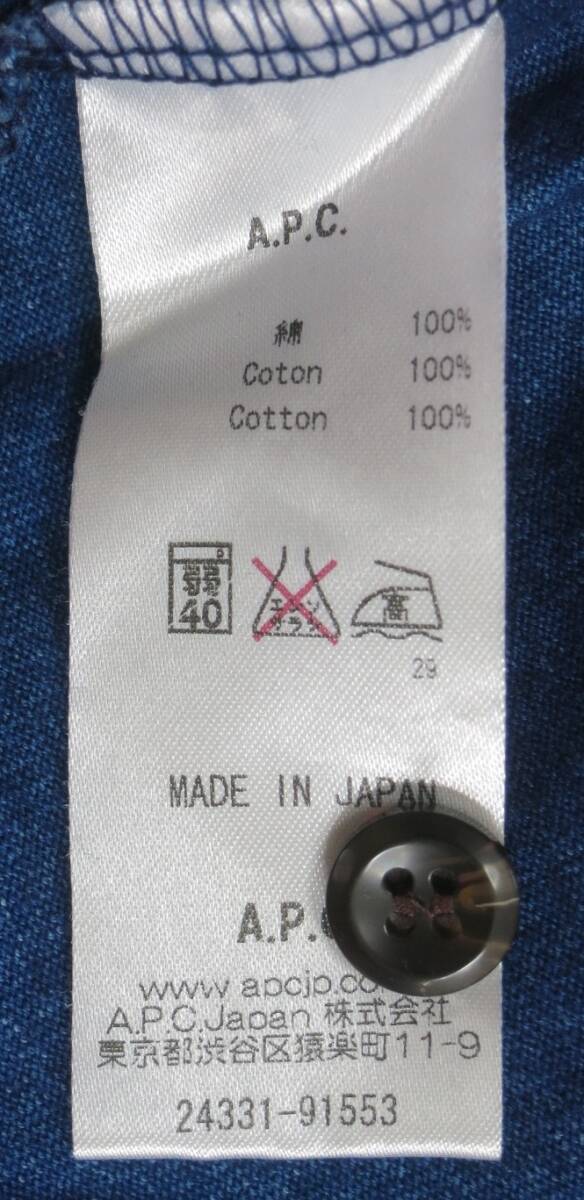 A.P.C.
綿 100%
Coton 100%
Cotton 100%
弱 40
エンソ サラシ
高
29
MADE IN JAPAN
A.P.
www.apcjp.co
A.P.C.Japan 株式会社
東京都渋谷区猿楽町11-9
24331-91553